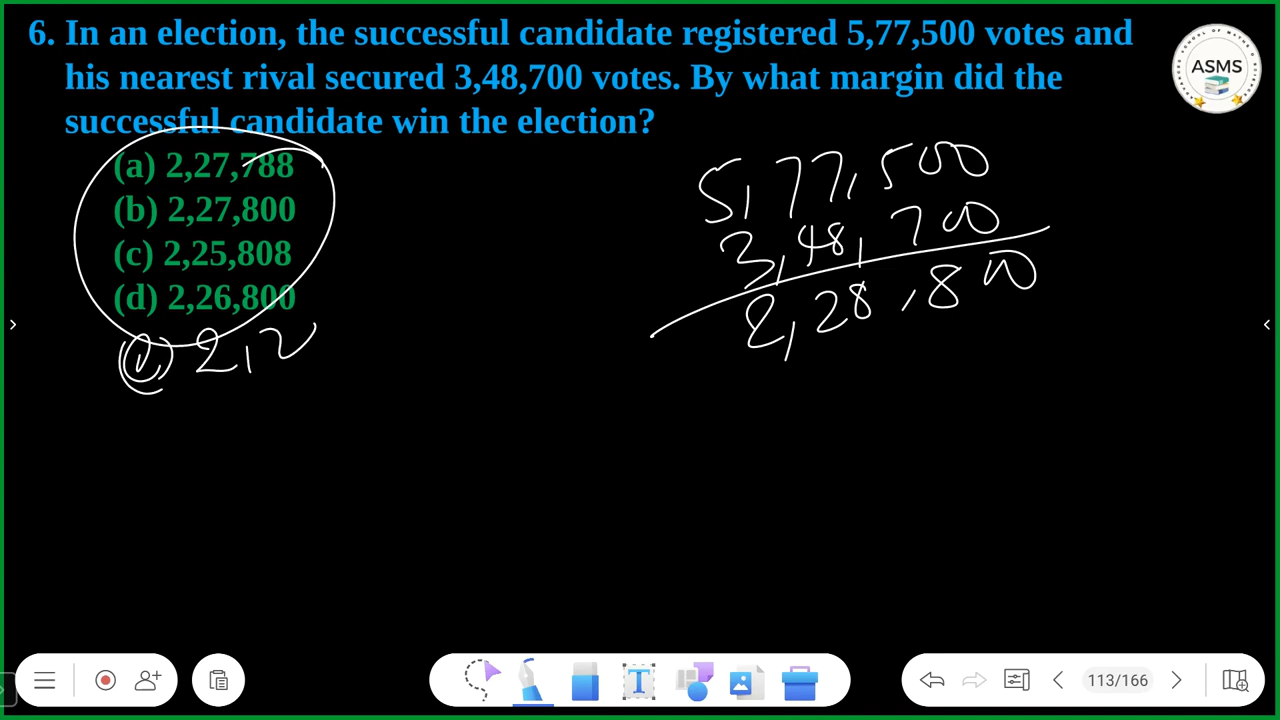 6. In an election, the successful candidate registered 5,77,500 votes and
his nearest rival secured 3,48,700 votes. By what margin did the
successful candidate win the election?
(a) 2,27,788
(b) 2,27,800
(c) 2,25,808
(d) 2,26,800
2,2
5,77,500
3,48,700
2,28,800
ASMS
113/166